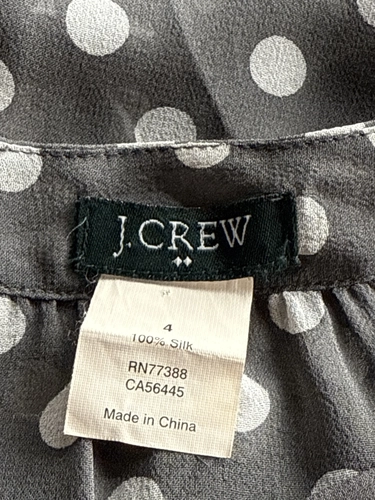 J.CREW
4
100% Silk
RN77388
CA56445
Made in China